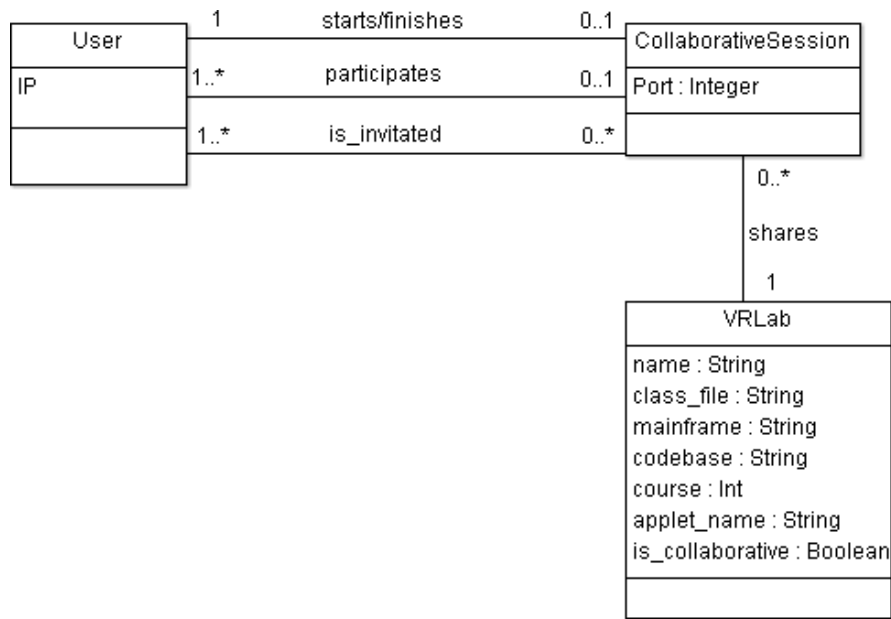 User
IP
1 starts/finishes 0..1
1..* participates 0..1
1..* is_invitated 0..*
CollaborativeSession
Port : Integer
0..*
shares
1
VRLab
name : String
class_file : String
mainframe : String
codebase : String
course : Int
applet_name : String
is_collaborative : Boolean